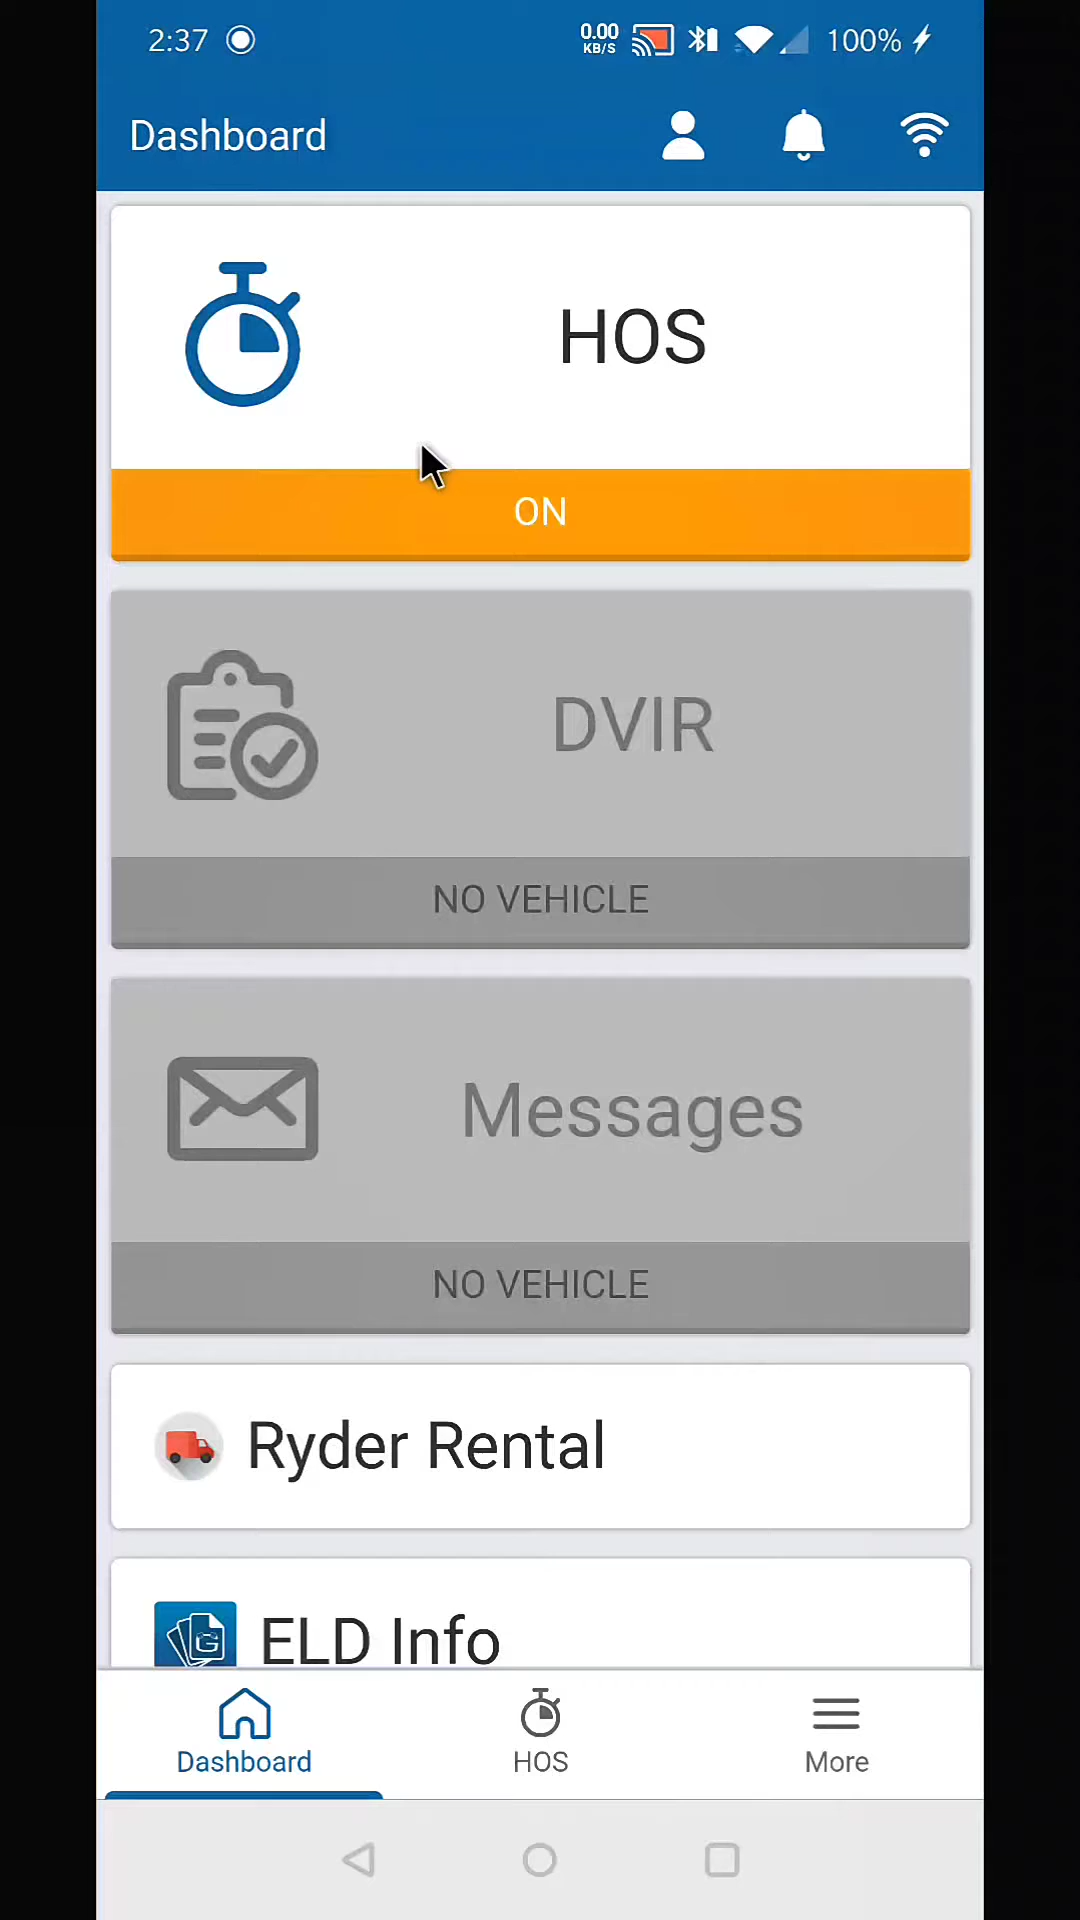 2:37
0.00
KB/S
100%
Dashboard
HOS
ON
DVIR
NO VEHICLE
Messages
NO VEHICLE
Ryder Rental
ELD Info
Dashboard
HOS
More